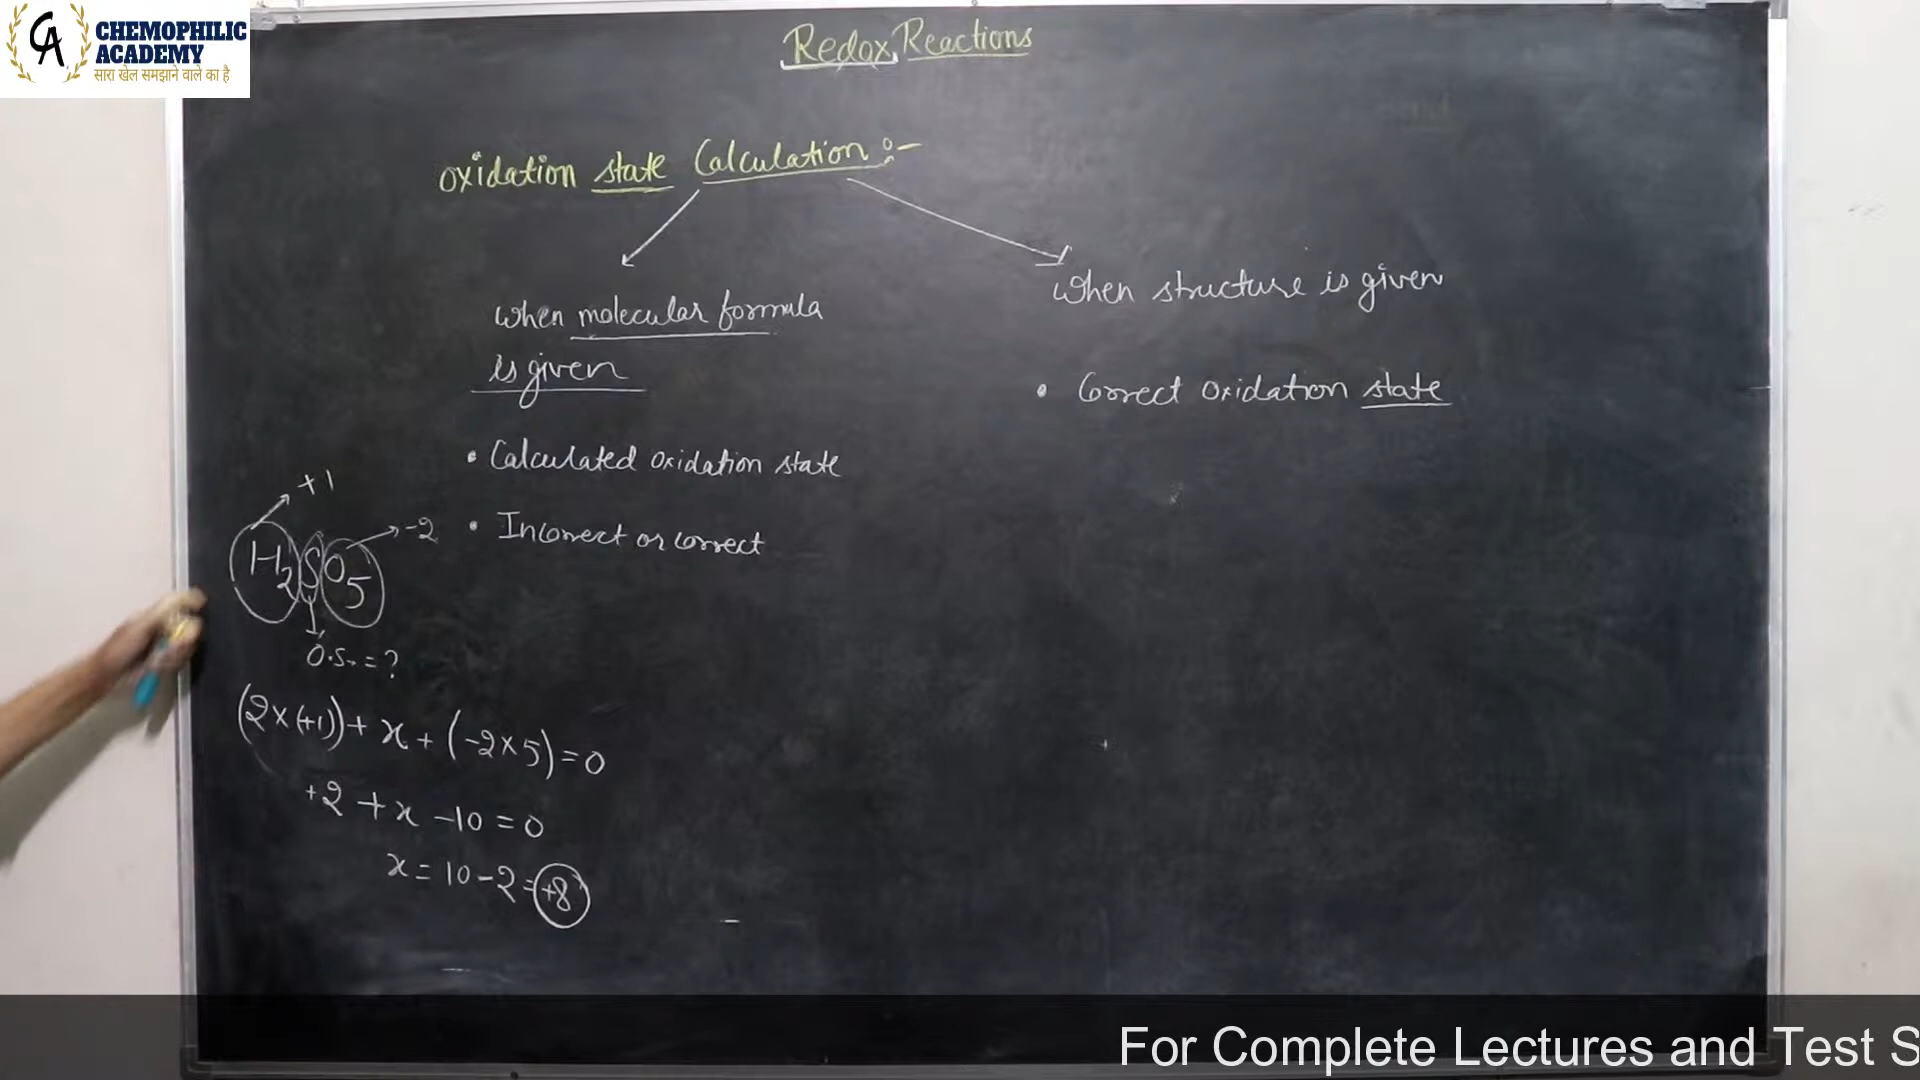 CA CHEMOPHILIC
ACADEMY
सारा खेल समझाने वाले का है
Redox Reactions
oxidation state Calculation :-
When molecular formula
is given
• Calculated oxidation state
• Incorrect or correct
When structure is given
• Correct oxidation state
+1
-2
H2SO5
O.S. = ?
(2×(+1)) + x + (-2×5) = 0
+2 + x -10 = 0
x = 10-2 = +8
For Complete Lectures and Test S